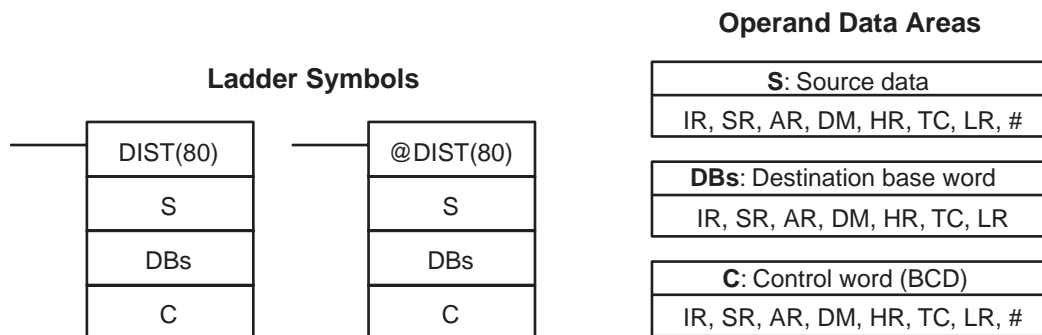 Ladder Symbols
DIST(80)
S
DBs
C
@DIST(80)
S
DBs
C
Operand Data Areas
S: Source data
IR, SR, AR, DM, HR, TC, LR, #
DBs: Destination base word
IR, SR, AR, DM, HR, TC, LR
C: Control word (BCD)
IR, SR, AR, DM, HR, TC, LR, #